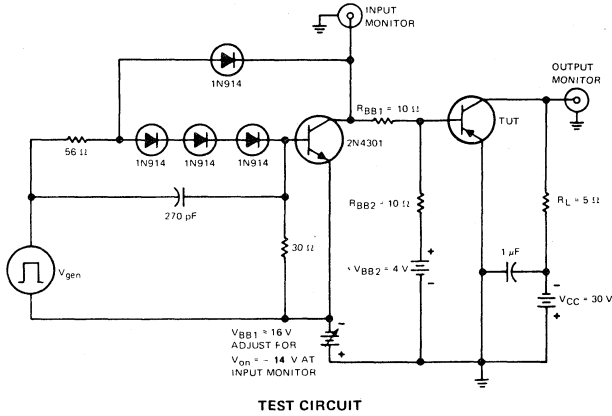 INPUT
MONITOR
1N914
OUTPUT
MONITOR
RBB1 = 10 Ω
2N4301
TUT
56 Ω
1N914
1N914
1N914
270 pF
RBB2 = 10 Ω
RL = 5 Ω
30 Ω
Vgen
1 μF
VBB2 = 4 V
VCC = 30 V
VBB1 = 16 V
ADJUST FOR
Von = - 14 V AT
INPUT MONITOR
+
-
-
+
-
+
TEST CIRCUIT